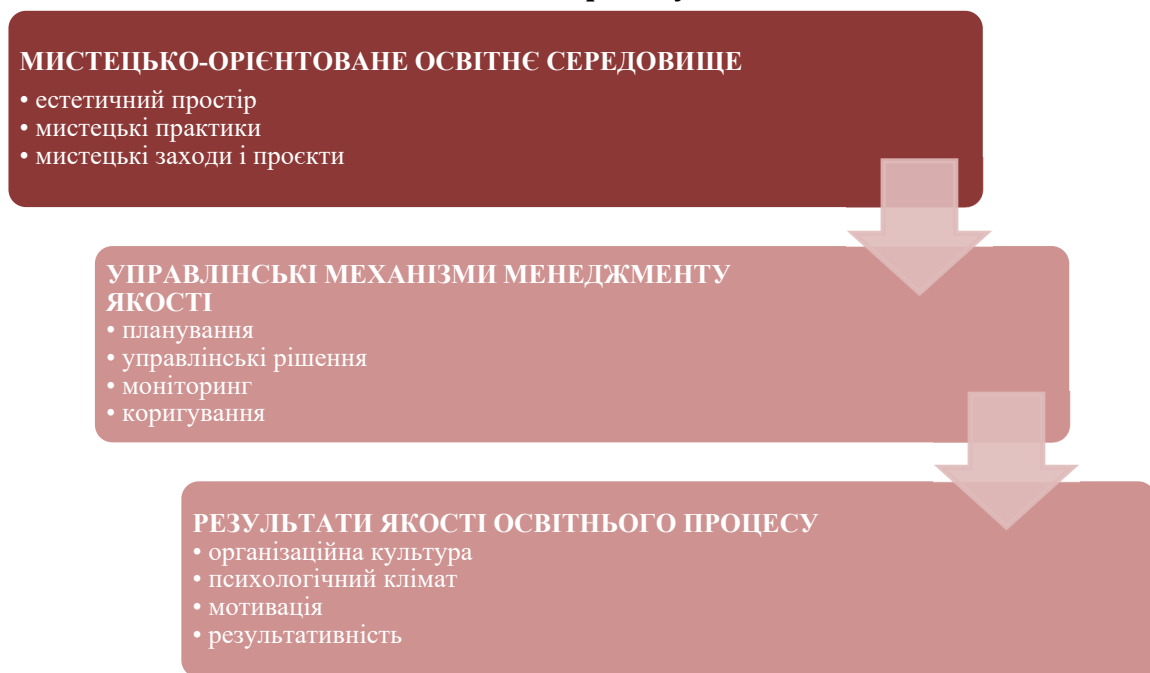 МИСТЕЦЬКО-ОРІЄНТОВАНЕ ОСВІТНЄ СЕРЕДОВИЩЕ
• естетичний простір
• мистецькі практики
• мистецькі заходи і проєкти
УПРАВЛІНСЬКІ МЕХАНІЗМИ МЕНЕДЖМЕНТУ
ЯКОСТІ
• планування
• управлінські рішення
• моніторинг
• коригування
РЕЗУЛЬТАТИ ЯКОСТІ ОСВІТНЬОГО ПРОЦЕСУ
• організаційна культура
• психологічний клімат
• мотивація
• результативність